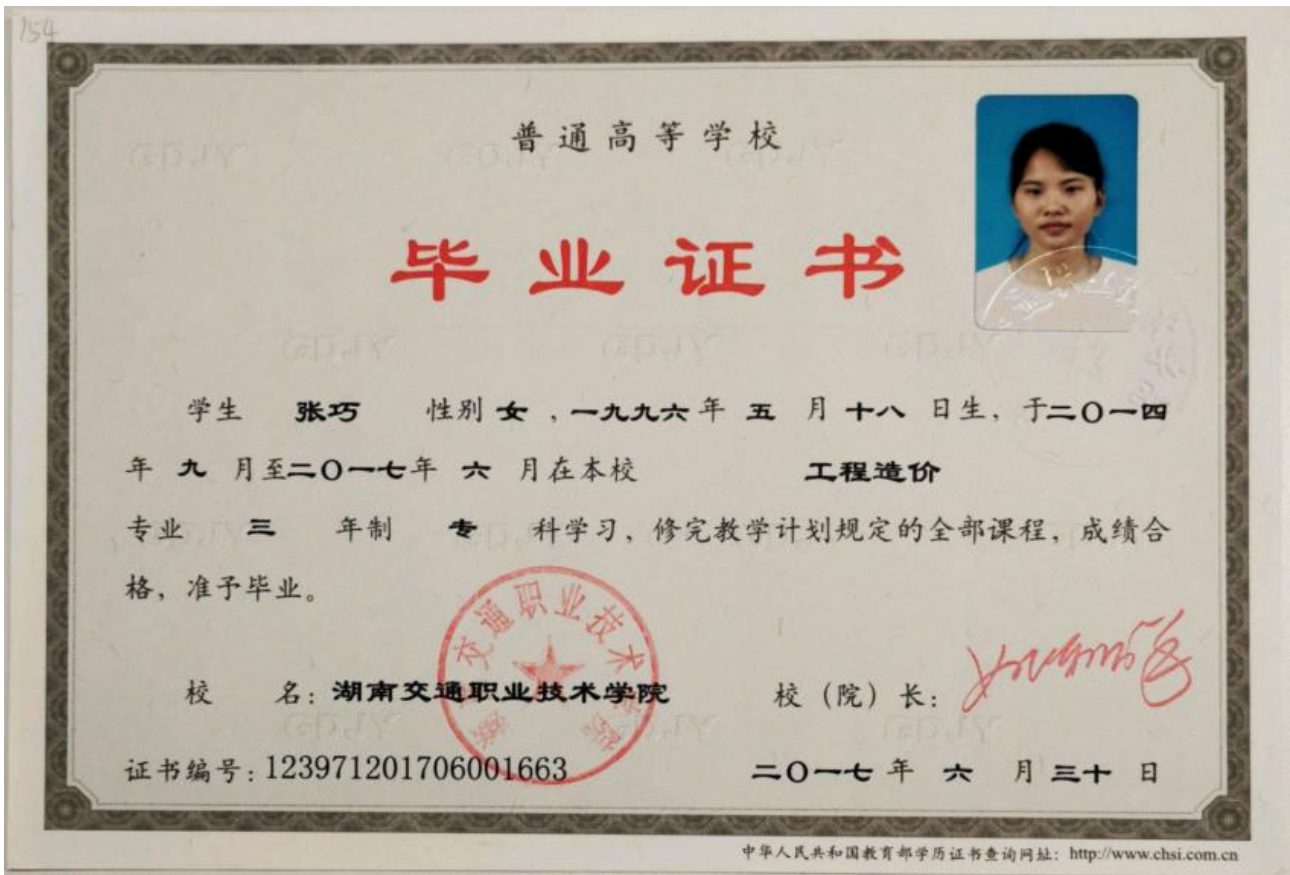 154
普通高等学校
毕业证书
学生 张巧 性别 女 ，一九九六年 五 月 十八 日生，于二〇一四
年 九 月至二〇一七年 六 月在本校 工程造价
专业 三 年制 专 科学习，修完教学计划规定的全部课程，成绩合
格，准予毕业。
交通职业技术学院
校 名：湖南交通职业技术学院 校（院）长：
证书编号：123971201706001663 二〇一七年 六 月 三十 日
中华人民共和国教育部学历证书查询网址：http://www.chsi.com.cn